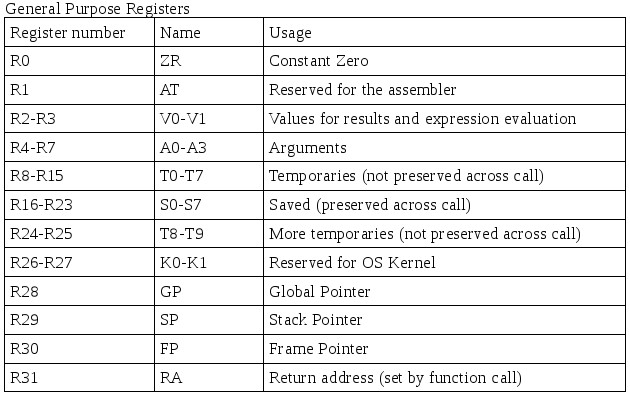 General Purpose Registers
Register number Name Usage
R0 ZR Constant Zero
R1 AT Reserved for the assembler
R2-R3 V0-V1 Values for results and expression evaluation
R4-R7 A0-A3 Arguments
R8-R15 T0-T7 Temporaries (not preserved across call)
R16-R23 S0-S7 Saved (preserved across call)
R24-R25 T8-T9 More temporaries (not preserved across call)
R26-R27 K0-K1 Reserved for OS Kernel
R28 GP Global Pointer
R29 SP Stack Pointer
R30 FP Frame Pointer
R31 RA Return address (set by function call)